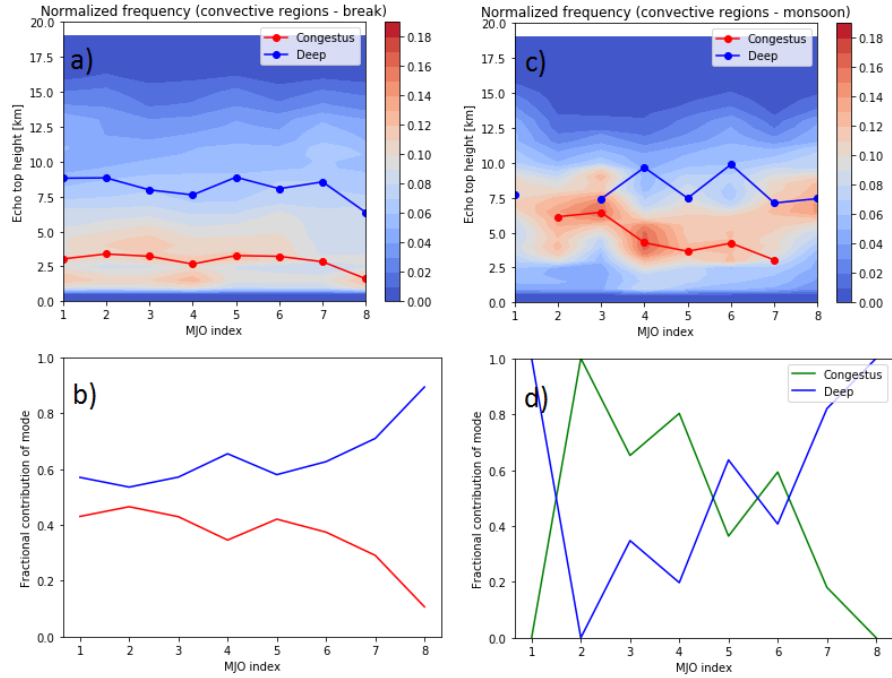 Normalized frequency (convective regions - break)
a)
Congestus
Deep
20.0
17.5
15.0
12.5
10.0
7.5
5.0
2.5
0.0
Echo top height [km]
1 2 3 4 5 6 7 8
MJO index
0.18
0.16
0.14
0.12
0.10
0.08
0.06
0.04
0.02
0.00
Normalized frequency (convective regions - monsoon)
c)
Congestus
Deep
20.0
17.5
15.0
12.5
10.0
7.5
5.0
2.5
0.0
Echo top height [km]
1 2 3 4 5 6 7 8
MJO index
0.18
0.16
0.14
0.12
0.10
0.08
0.06
0.04
0.02
0.00
b)
1.0
0.8
0.6
0.4
0.2
0.0
Fractional contribution of mode
1 2 3 4 5 6 7 8
MJO index
d)
Congestus
Deep
1.0
0.8
0.6
0.4
0.2
0.0
Fractional contribution of mode
1 2 3 4 5 6 7 8
MJO index